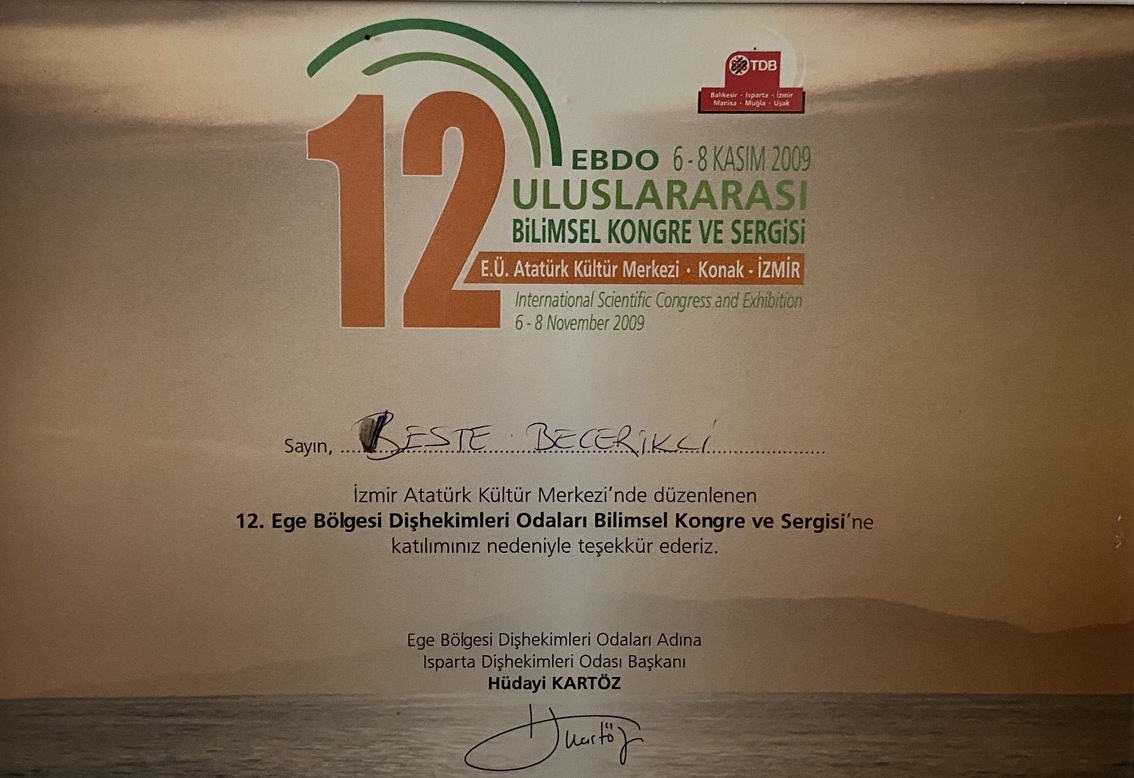 TDB
Balıkesir · Isparta · İzmir
Manisa · Muğla · Uşak
12
EBDO 6 - 8 KASIM 2009
ULUSLARARASI
BİLİMSEL KONGRE VE SERGİSİ
E.Ü. Atatürk Kültür Merkezi · Konak - İZMİR
International Scientific Congress and Exhibition
6 - 8 November 2009
Sayın, BESTE BECERİKLİ
İzmir Atatürk Kültür Merkezi'nde düzenlenen
12. Ege Bölgesi Dişhekimleri Odaları Bilimsel Kongre ve Sergisi'ne
katılımınız nedeniyle teşekkür ederiz.
Ege Bölgesi Dişhekimleri Odaları Adına
Isparta Dişhekimleri Odası Başkanı
Hüdayi KARTÖZ
HKartöz